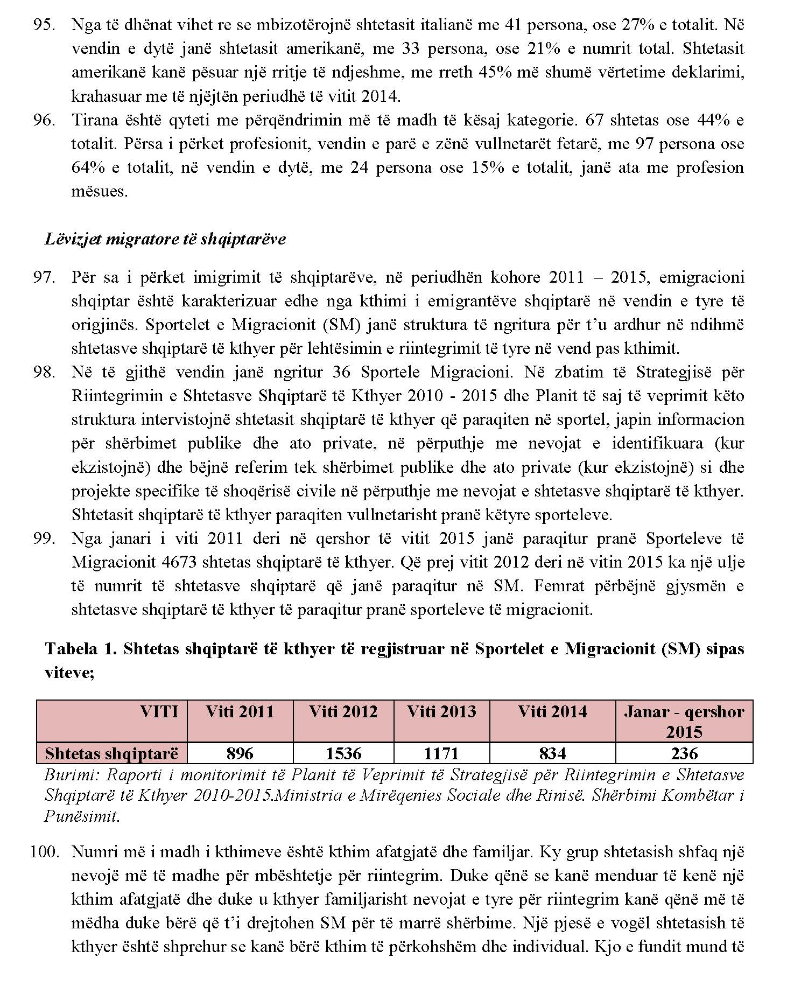 95. Nga të dhënat vihet re se mbizotërojnë shtetasit italianë me 41 persona, ose 27% e totalit. Në
vendin e dytë janë shtetasit amerikanë, me 33 persona, ose 21% e numrit total. Shtetasit
amerikanë kanë pësuar një rritje të ndjeshme, me rreth 45% më shumë vërtetime deklarimi,
krahasuar me të njëjtën periudhë të vitit 2014.
96. Tirana është qyteti me përqëndrimin më të madh të kësaj kategorie. 67 shtetas ose 44% e
totalit. Përsa i përket profesionit, vendin e parë e zënë vullnetarët fetarë, me 97 persona ose
64% e totalit, në vendin e dytë, me 24 persona ose 15% e totalit, janë ata me profesion
mësues.
Lëvizjet migratore të shqiptarëve
97. Për sa i përket imigrimit të shqiptarëve, në periudhën kohore 2011 – 2015, emigracioni
shqiptar është karakterizuar edhe nga kthimi i emigrantëve shqiptarë në vendin e tyre të
origjinës. Sportelet e Migracionit (SM) janë struktura të ngritura për t’u ardhur në ndihmë
shtetasve shqiptarë të kthyer për lehtësimin e riintegrimit të tyre në vend pas kthimit.
98. Në të gjithë vendin janë ngritur 36 Sportele Migracioni. Në zbatim të Strategjisë për
Riintegrimin e Shtetasve Shqiptarë të Kthyer 2010 - 2015 dhe Planit të saj të veprimit këto
struktura intervistojnë shtetasit shqiptarë të kthyer që paraqiten në sportel, japin informacion
për shërbimet publike dhe ato private, në përputhje me nevojat e identifikuara (kur
ekzistojnë) dhe bëjnë referim tek shërbimet publike dhe ato private (kur ekzistojnë) si dhe
projekte specifike të shoqërisë civile në përputhje me nevojat e shtetasve shqiptarë të kthyer.
Shtetasit shqiptarë të kthyer paraqiten vullnetarisht pranë këtyre sporteleve.
99. Nga janari i viti 2011 deri në qershor të vitit 2015 janë paraqitur pranë Sporteleve të
Migracionit 4673 shtetas shqiptarë të kthyer. Që prej vitit 2012 deri në vitin 2015 ka një ulje
të numrit të shtetasve shqiptarë që janë paraqitur në SM. Femrat përbëjnë gjysmën e
shtetasve shqiptarë të kthyer të paraqitur pranë sporteleve të migracionit.
Tabela 1. Shtetas shqiptarë të kthyer të regjistruar në Sportelet e Migracionit (SM) sipas
viteve;
VITI Viti 2011 Viti 2012 Viti 2013 Viti 2014 Janar - qershor
2015
Shtetas shqiptarë 896 1536 1171 834 236
Burimi: Raporti i monitorimit të Planit të Veprimit të Strategjisë për Riintegrimin e Shtetasve
Shqiptarë të Kthyer 2010-2015.Ministria e Mirëqenies Sociale dhe Rinisë. Shërbimi Kombëtar i
Punësimit.
100. Numri më i madh i kthimeve është kthim afatgjatë dhe familjar. Ky grup shtetasish shfaq një
nevojë më të madhe për mbështetje për riintegrim. Duke qënë se kanë menduar të kenë një
kthim afatgjatë dhe duke u kthyer familjarisht nevojat e tyre për riintegrim kanë qënë më të
mëdha duke bërë që t’i drejtohen SM për të marrë shërbime. Një pjesë e vogël shtetasish të
kthyer është shprehur se kanë bërë kthim të përkohshëm dhe individual. Kjo e fundit mund të